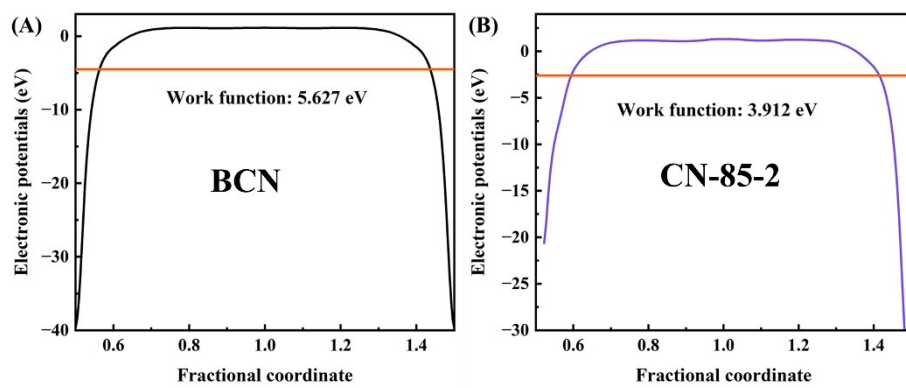 (A)
Electronic potentials (eV)
0
−10
−20
−30
−40
Work function: 5.627 eV
BCN
0.6 0.8 1.0 1.2 1.4
Fractional coordinate
(B)
Electronic potentials (eV)
0
−5
−10
−15
−20
−25
−30
Work function: 3.912 eV
CN-85-2
0.6 0.8 1.0 1.2 1.4
Fractional coordinate